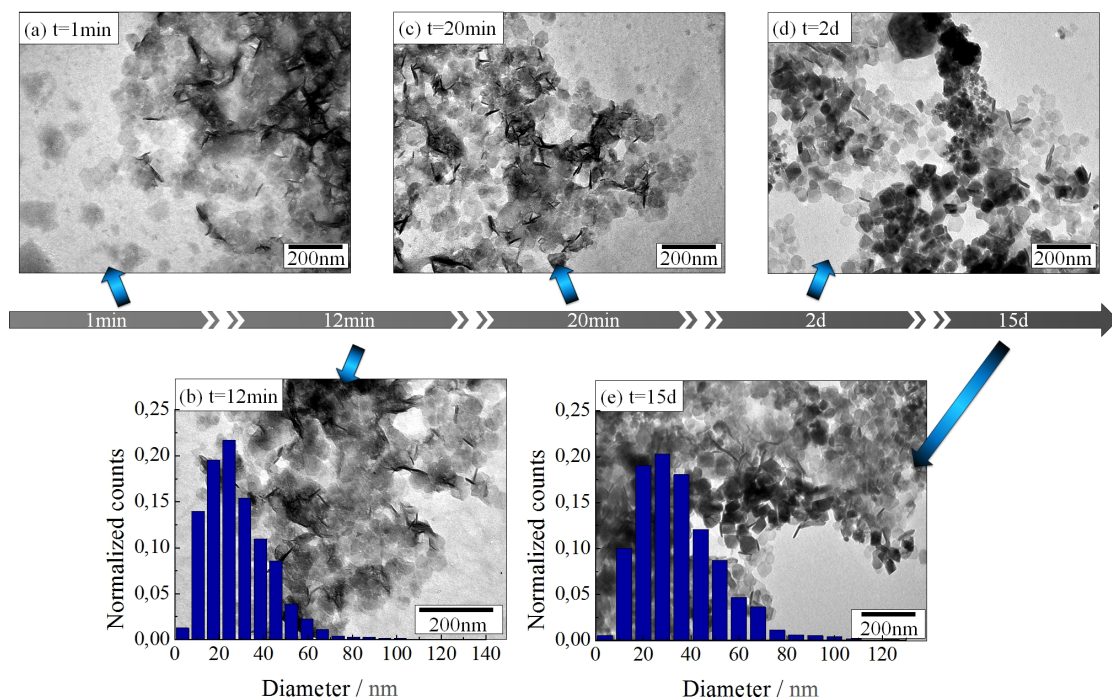 (a) t=1min
200nm
(c) t=20min
200nm
(d) t=2d
200nm
1min
12min
20min
2d
15d
(b) t=12min
0,25
0,20
0,15
0,10
0,05
0,00
Normalized counts
200nm
0 20 40 60 80 100 120 140
Diameter / nm
(e) t=15d
0,25
0,20
0,15
0,10
0,05
0,00
Normalized counts
200nm
0 20 40 60 80 100 120
Diameter / nm